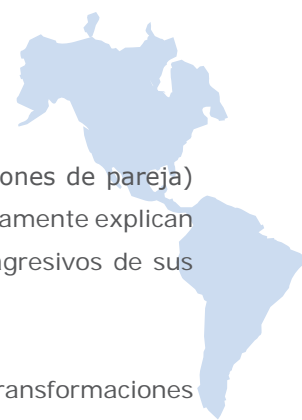 ones de pareja)
amente explican
gresivos de sus
ransformaciones